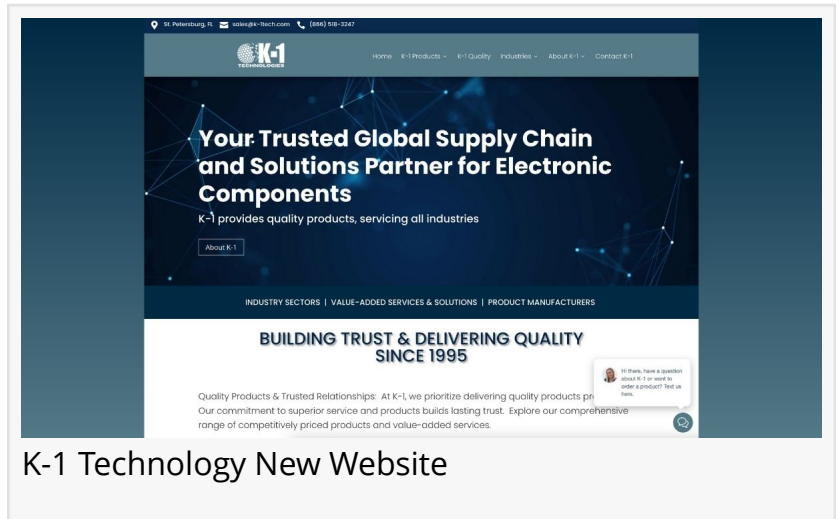 St. Petersburg, FL sales@k-1tech.com (866) 518-3247
K-1
TECHNOLOGIES
Home K-1 Products K-1 Quality Industries About K-1 Contact K-1
Your Trusted Global Supply Chain
and Solutions Partner for Electronic
Components
K-1 provides quality products, servicing all industries
About K-1
INDUSTRY SECTORS | VALUE-ADDED SERVICES & SOLUTIONS | PRODUCT MANUFACTURERS
BUILDING TRUST & DELIVERING QUALITY
SINCE 1995
Hi there, have a question
about K-1 or want to
order a product? Text us
here.
Quality Products & Trusted Relationships: At K-1, we prioritize delivering quality products
Our commitment to superior service and products builds lasting trust. Explore our comprehensive
range of competitively priced products and value-added services.
K-1 Technology New Website